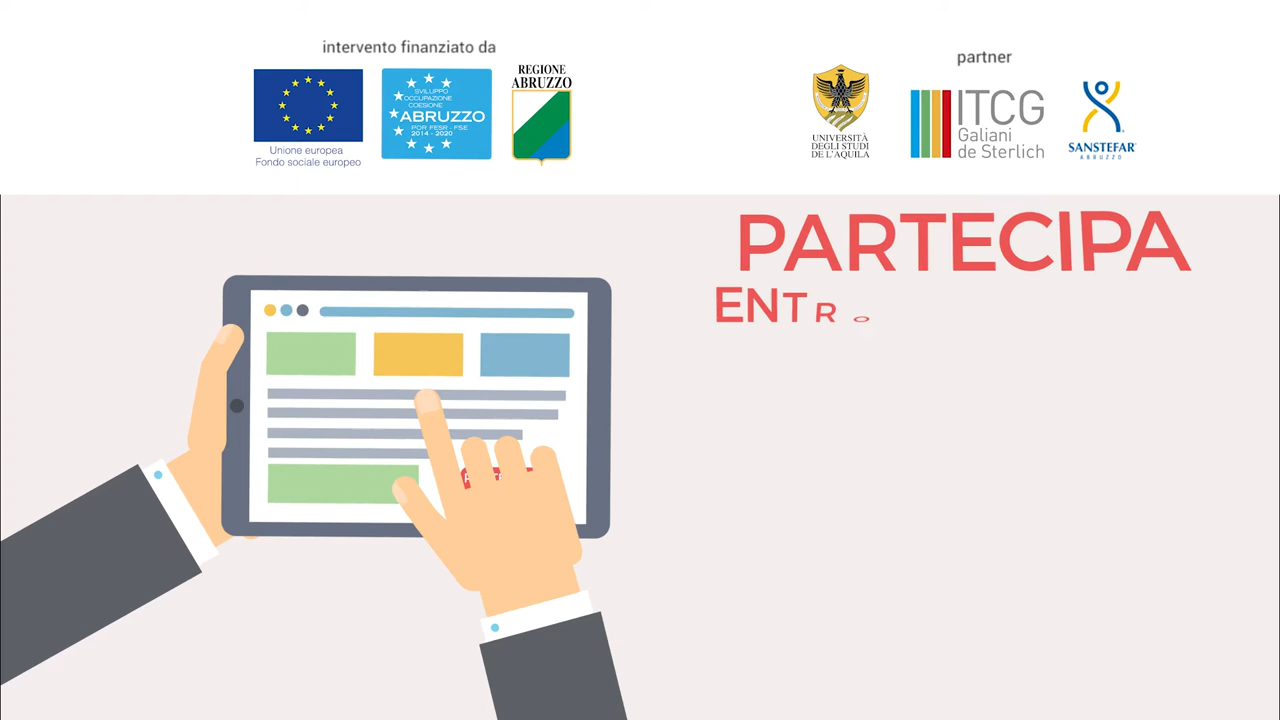 intervento finanziato da
Unione europea
Fondo sociale europeo
SVILUPPO
OCCUPAZIONE
COESIONE
ABRUZZO
POR FESR - FSE
2014 - 2020
REGIONE
ABRUZZO
partner
UNIVERSITÀ
DEGLI STUDI
DE L'AQUILA
ITCG
Galiani
de Sterlich
SANSTEFAR
ABRUZZO
PARTECIPA
ENTRO